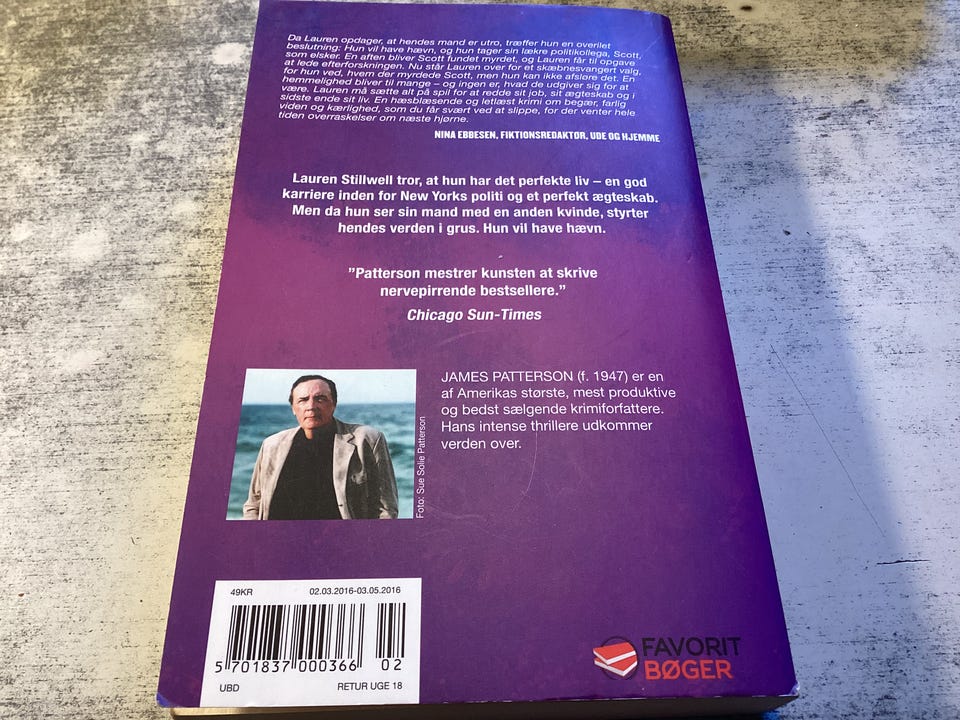 Da Lauren opdager, at hendes mand er utro, træffer hun en overilet
beslutning: Hun vil have hævn, og hun tager sin lækre politikollega, Scott,
som elsker. En aften bliver Scott fundet myrdet, og Lauren får til opgave
at lede efterforskningen. Nu står Lauren over for et skæbnesvangert valg,
for hun ved, hvem der myrdede Scott, men hun kan ikke afsløre det. En
hemmelighed bliver til mange – og ingen er, hvad de udgiver sig for at
være. Lauren må sætte alt på spil for at redde sit job, sit ægteskab og i
sidste ende sit liv. En hæsblæsende og letlæst krimi om begær, farlig
viden og kærlighed, som du får svært ved at slippe, for der venter hele
tiden overraskelser om næste hjørne.
NINA EBBESEN, FIKTIONSREDAKTØR, UDE OG HJEMME
Lauren Stillwell tror, at hun har det perfekte liv – en god
karriere inden for New Yorks politi og et perfekt ægteskab.
Men da hun ser sin mand med en anden kvinde, styrter
hendes verden i grus. Hun vil have hævn.
”Patterson mestrer kunsten at skrive
nervepirrende bestsellere.”
Chicago Sun-Times
JAMES PATTERSON (f. 1947) er en
af Amerikas største, mest produktive
og bedst sælgende krimiforfattere.
Hans intense thrillere udkommer
verden over.
Foto: Sue Solie Patterson
49KR 02.03.2016-03.05.2016
5 701837 000366 02
UBD RETUR UGE 18
FAVORIT
BØGER